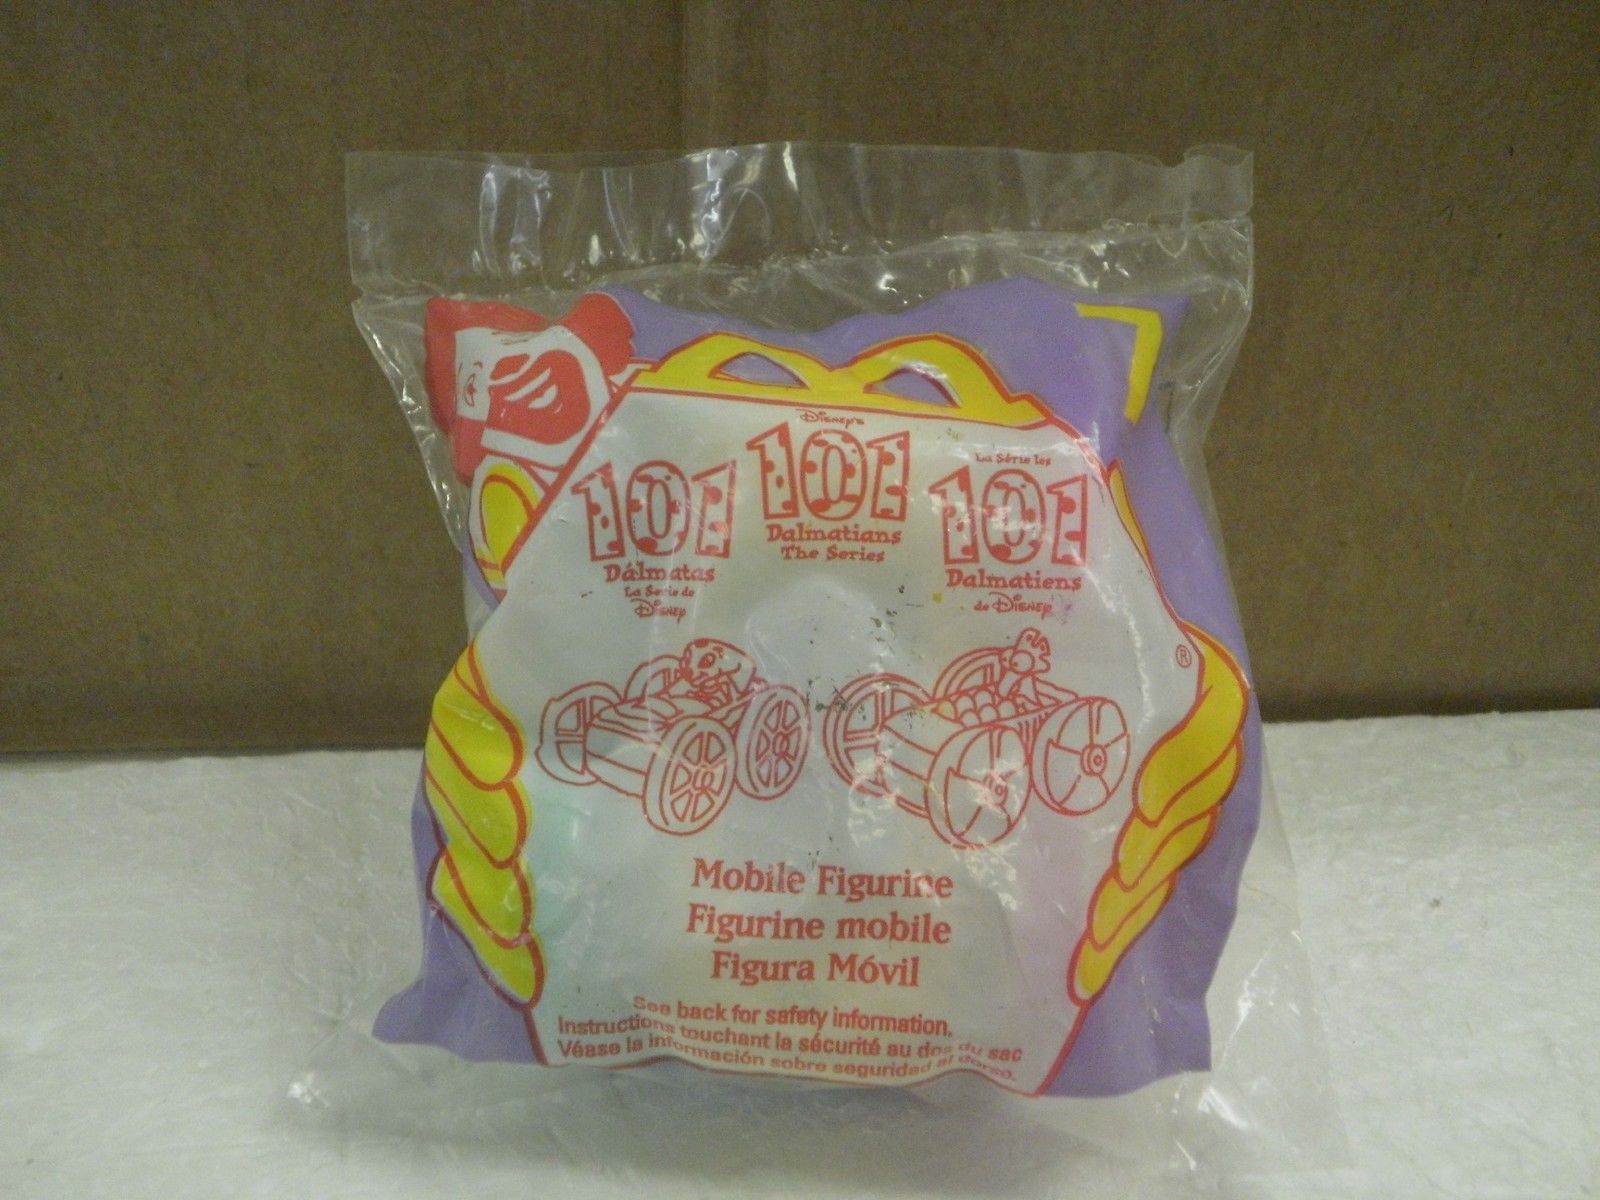 Disney's
101
Dalmatians
The Series
101
Dálmatas
La Serie de
Disney
La Série les
101
Dalmatiens
de Disney
®
Mobile Figurine
Figurine mobile
Figura Móvil
See back for safety information.
Instructions touchant la sécurité au dos du sac
Véase la información sobre seguridad al dorso.